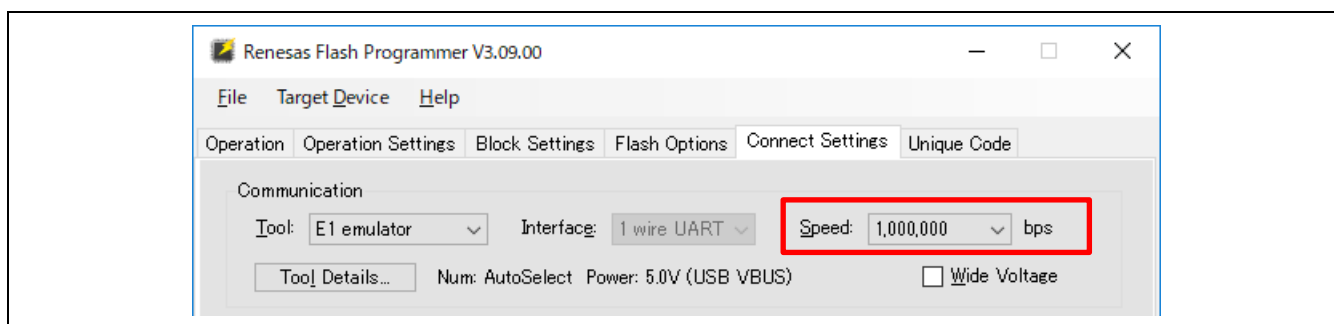 Renesas Flash Programmer V3.09.00
File Target Device Help
Operation Operation Settings Block Settings Flash Options Connect Settings Unique Code
Communication
Tool: E1 emulator Interface: 1 wire UART Speed: 1,000,000 bps
Tool Details... Num: AutoSelect Power: 5.0V (USB VBUS) Wide Voltage